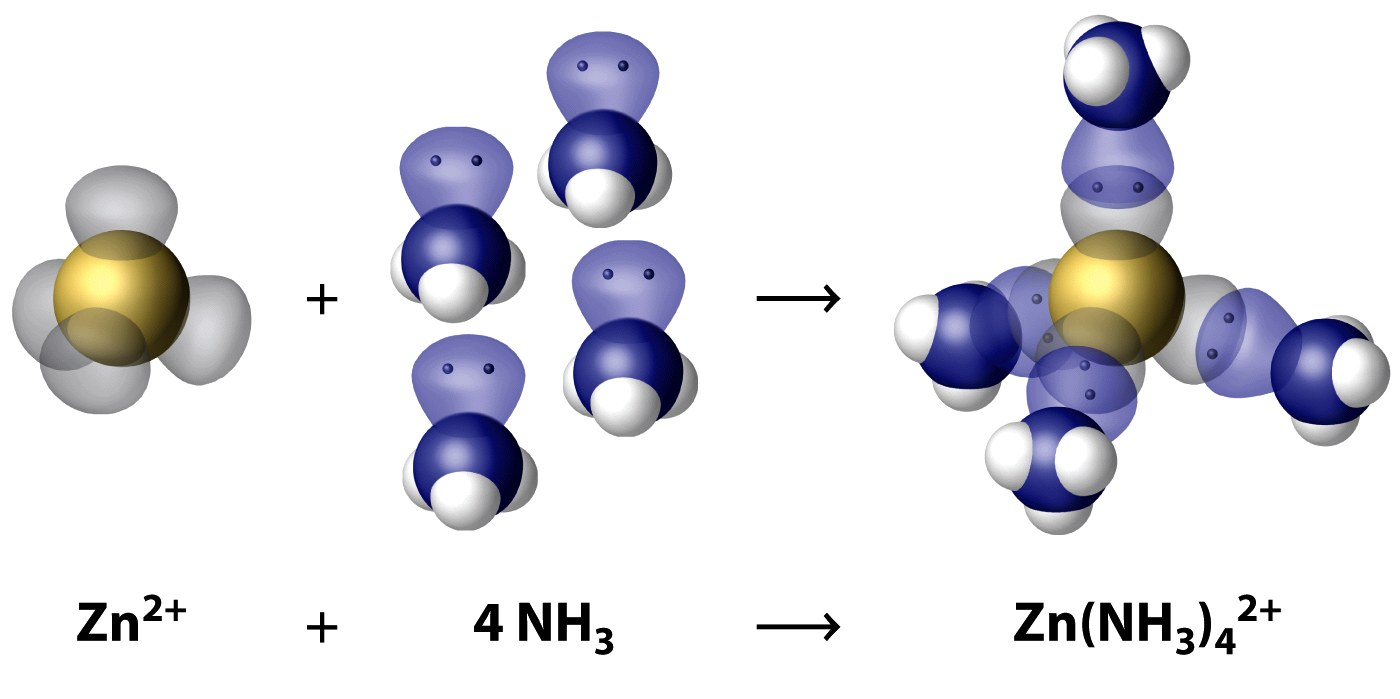 + ⟶
Zn²⁺ + 4 NH₃ ⟶ Zn(NH₃)₄²⁺